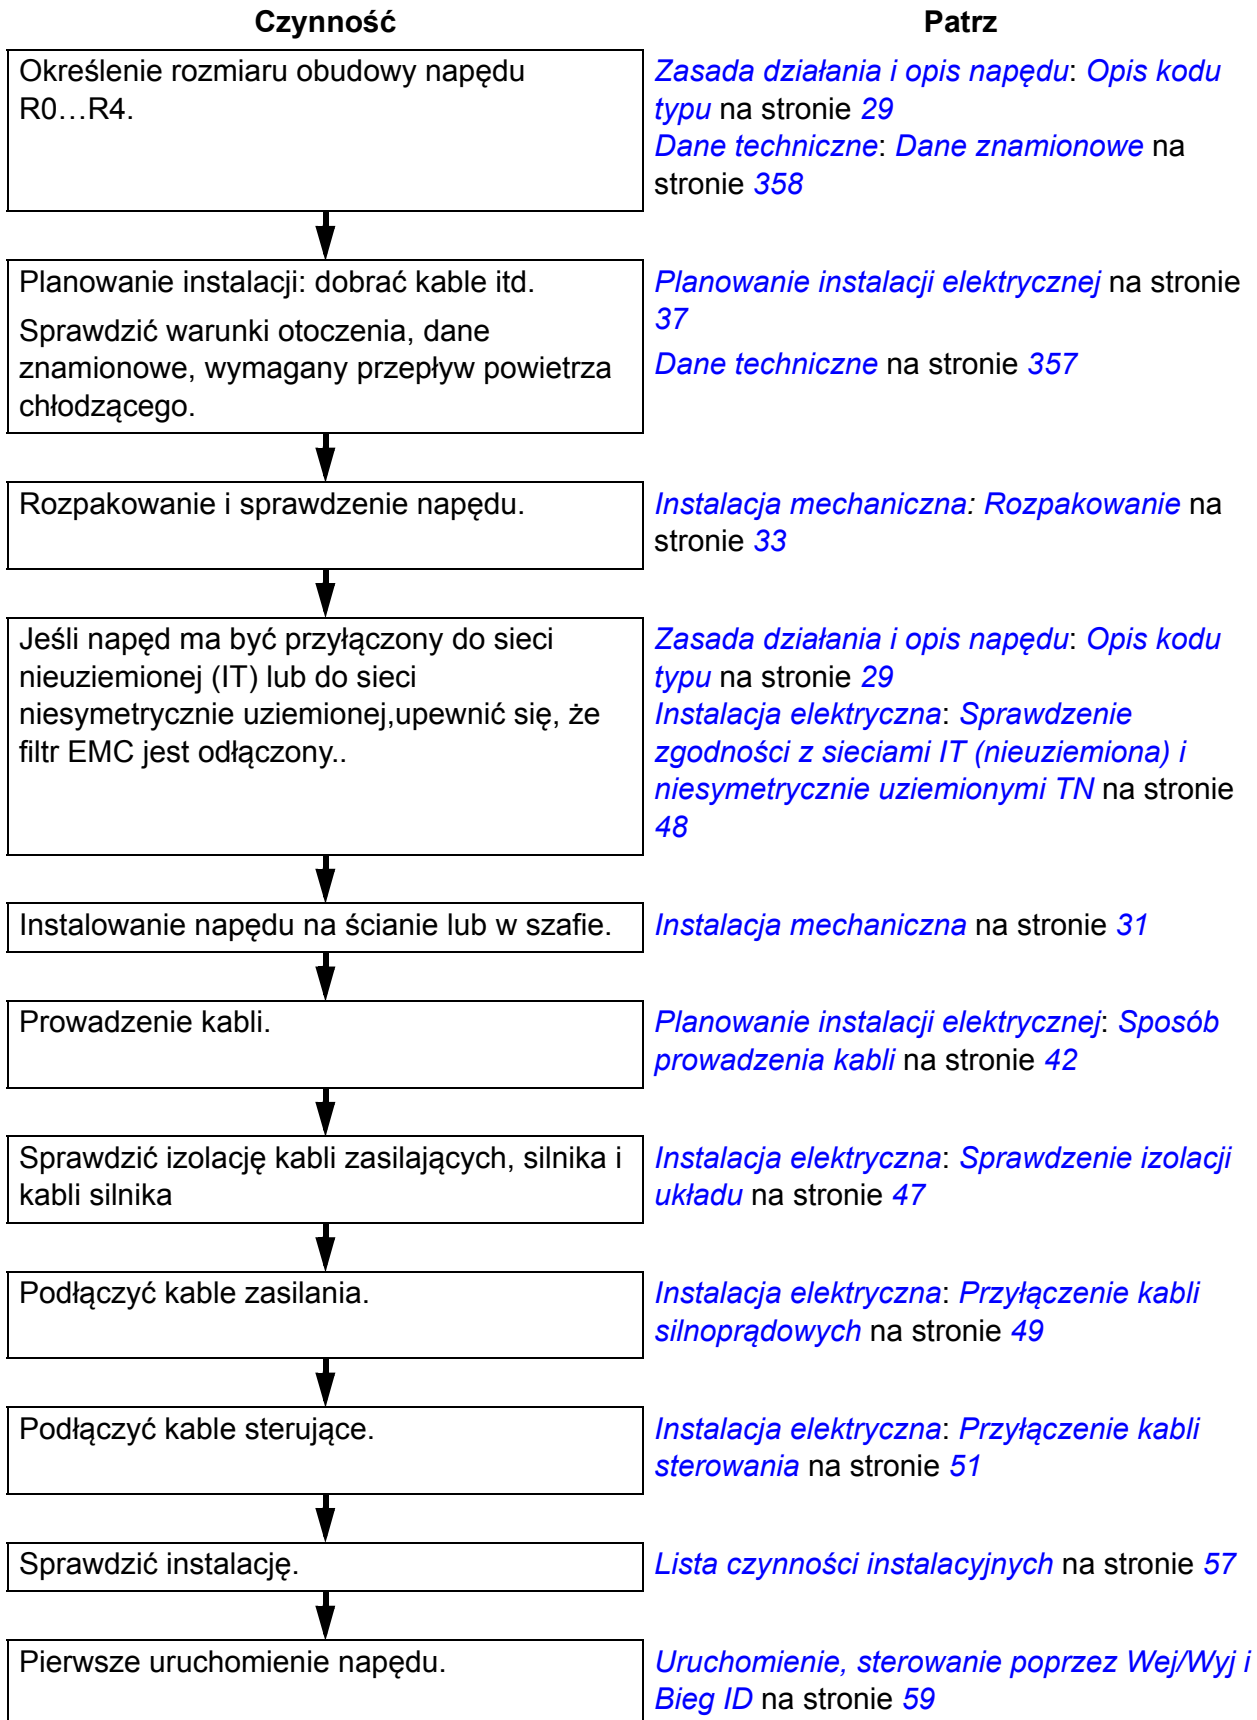 Czynność
Patrz
Określenie rozmiaru obudowy napędu
R0…R4.
Zasada działania i opis napędu: Opis kodu
typu na stronie 29
Dane techniczne: Dane znamionowe na
stronie 358
Planowanie instalacji: dobrać kable itd.
Sprawdzić warunki otoczenia, dane
znamionowe, wymagany przepływ powietrza
chłodzącego.
Planowanie instalacji elektrycznej na stronie
37
Dane techniczne na stronie 357
Rozpakowanie i sprawdzenie napędu.
Instalacja mechaniczna: Rozpakowanie na
stronie 33
Jeśli napęd ma być przyłączony do sieci
nieuziemionej (IT) lub do sieci
niesymetrycznie uziemionej,upewnić się, że
filtr EMC jest odłączony..
Zasada działania i opis napędu: Opis kodu
typu na stronie 29
Instalacja elektryczna: Sprawdzenie
zgodności z sieciami IT (nieuziemiona) i
niesymetrycznie uziemionymi TN na stronie
48
Instalowanie napędu na ścianie lub w szafie.
Instalacja mechaniczna na stronie 31
Prowadzenie kabli.
Planowanie instalacji elektrycznej: Sposób
prowadzenia kabli na stronie 42
Sprawdzić izolację kabli zasilających, silnika i
kabli silnika
Instalacja elektryczna: Sprawdzenie izolacji
układu na stronie 47
Podłączyć kable zasilania.
Instalacja elektryczna: Przyłączenie kabli
silnoprądowych na stronie 49
Podłączyć kable sterujące.
Instalacja elektryczna: Przyłączenie kabli
sterowania na stronie 51
Sprawdzić instalację.
Lista czynności instalacyjnych na stronie 57
Pierwsze uruchomienie napędu.
Uruchomienie, sterowanie poprzez Wej/Wyj i
Bieg ID na stronie 59